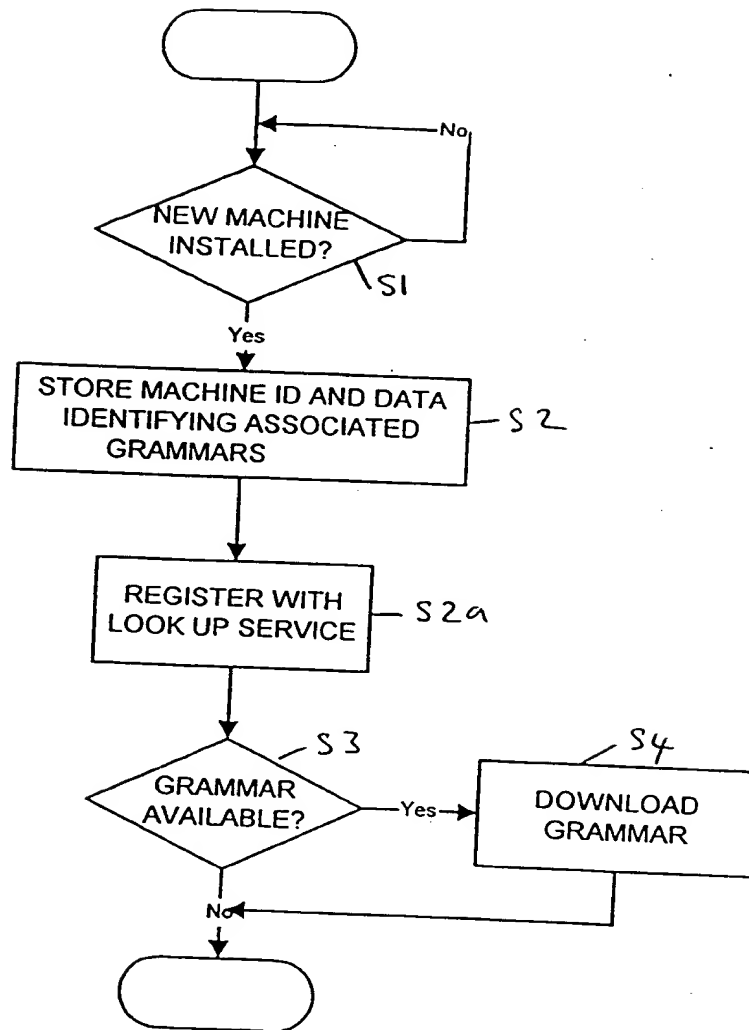 No
NEW MACHINE
INSTALLED?
S1
Yes
STORE MACHINE ID AND DATA
IDENTIFYING ASSOCIATED
GRAMMARS
S2
REGISTER WITH
LOOK UP SERVICE
S2a
S3
GRAMMAR
AVAILABLE?
Yes
S4
DOWNLOAD
GRAMMAR
No